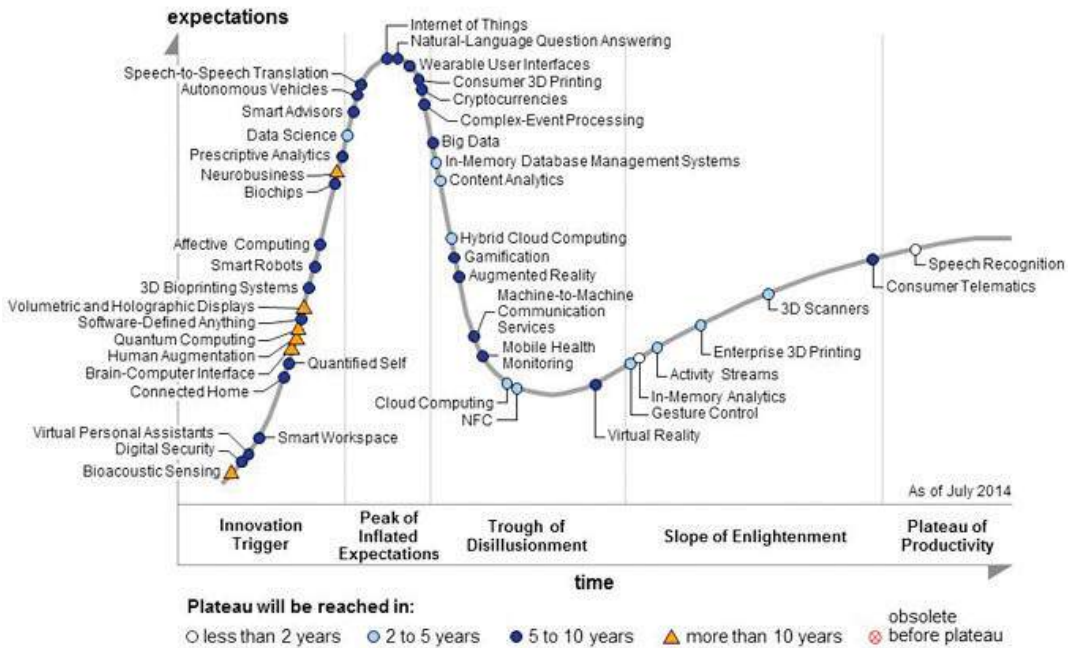 expectations
Internet of Things
Natural-Language Question Answering
Wearable User Interfaces
Consumer 3D Printing
Cryptocurrencies
Complex-Event Processing
Big Data
In-Memory Database Management Systems
Content Analytics
Speech-to-Speech Translation
Autonomous Vehicles
Smart Advisors
Data Science
Prescriptive Analytics
Neurobusiness
Biochips
Affective Computing
Smart Robots
3D Bioprinting Systems
Volumetric and Holographic Displays
Software-Defined Anything
Quantum Computing
Human Augmentation
Brain-Computer Interface
Connected Home
Quantified Self
Virtual Personal Assistants
Digital Security
Bioacoustic Sensing
Smart Workspace
Hybrid Cloud Computing
Gamification
Augmented Reality
Machine-to-Machine
Communication
Services
Mobile Health
Monitoring
Cloud Computing
NFC
Virtual Reality
Gesture Control
In-Memory Analytics
Activity Streams
Enterprise 3D Printing
3D Scanners
Consumer Telematics
Speech Recognition
As of July 2014
Innovation
Trigger
Peak of
Inflated
Expectations
Trough of
Disillusionment
Slope of Enlightenment
Plateau of
Productivity
time
Plateau will be reached in:
less than 2 years
2 to 5 years
5 to 10 years
more than 10 years
obsolete
before plateau